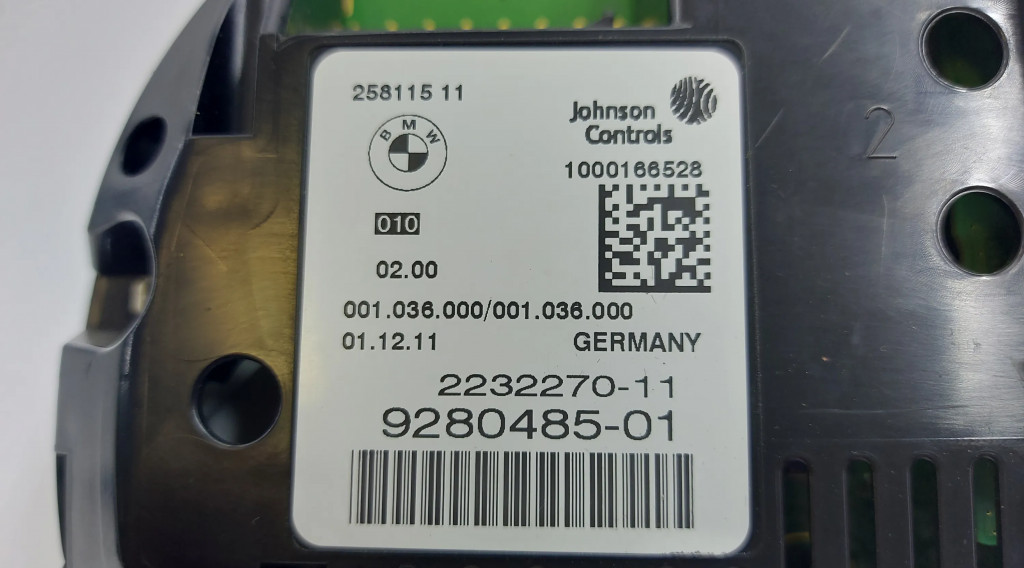 258115 11
BMW
Johnson
Controls
1000166528
010
02.00
001.036.000/001.036.000
01.12.11 GERMANY
2232270-11
9280485-01
2